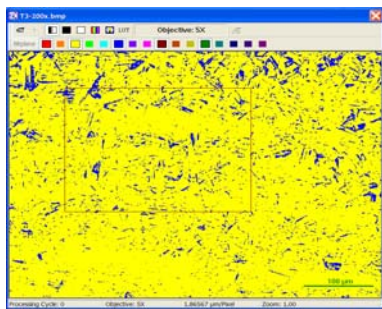 T3-200x.bmp
LUT Objective: 5X
100 µm
Processing Cycle: 0 Objective: 5X 1,86567 µm/Pixel Zoom: 1,00